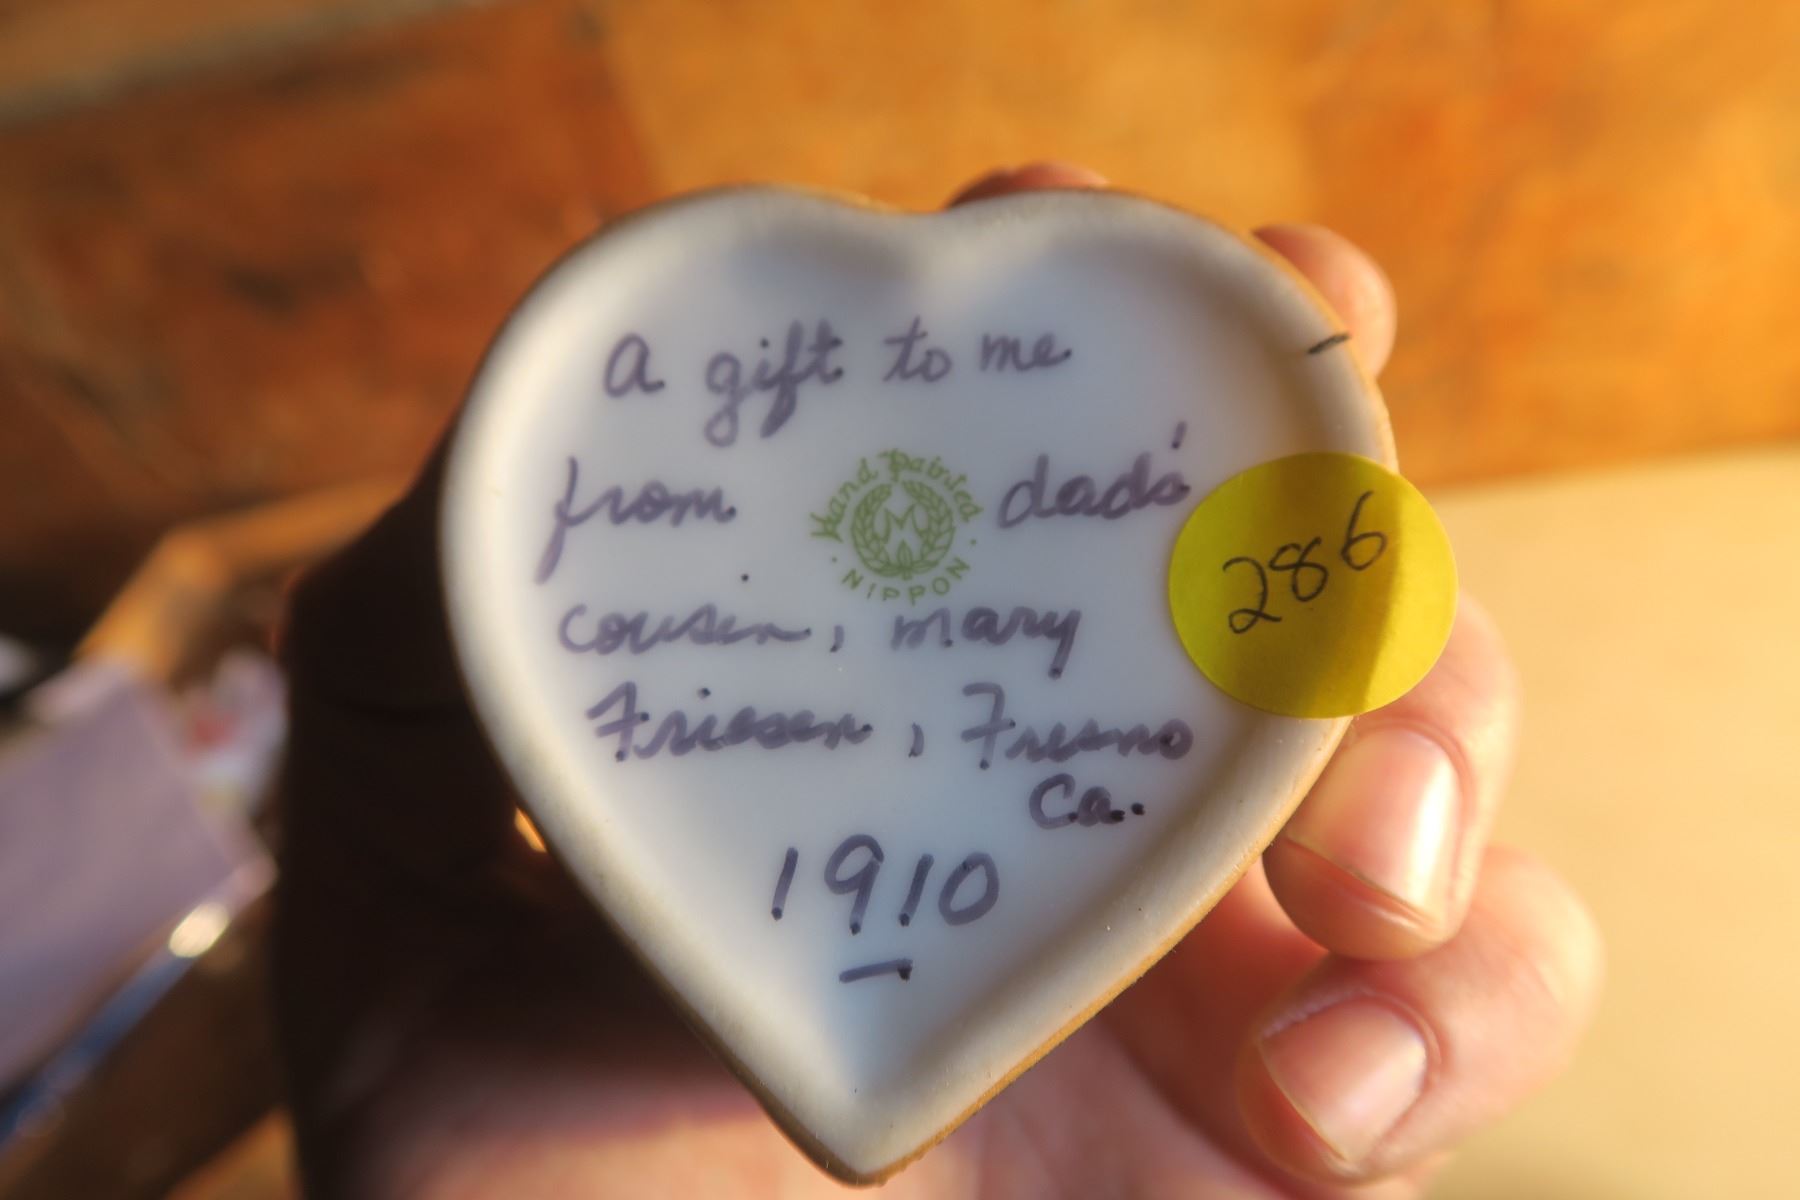 a gift to me
from dad's
Hand Painted
M
NIPPON
cousin, mary
Friesen, Fresno
Ca.
1910
286